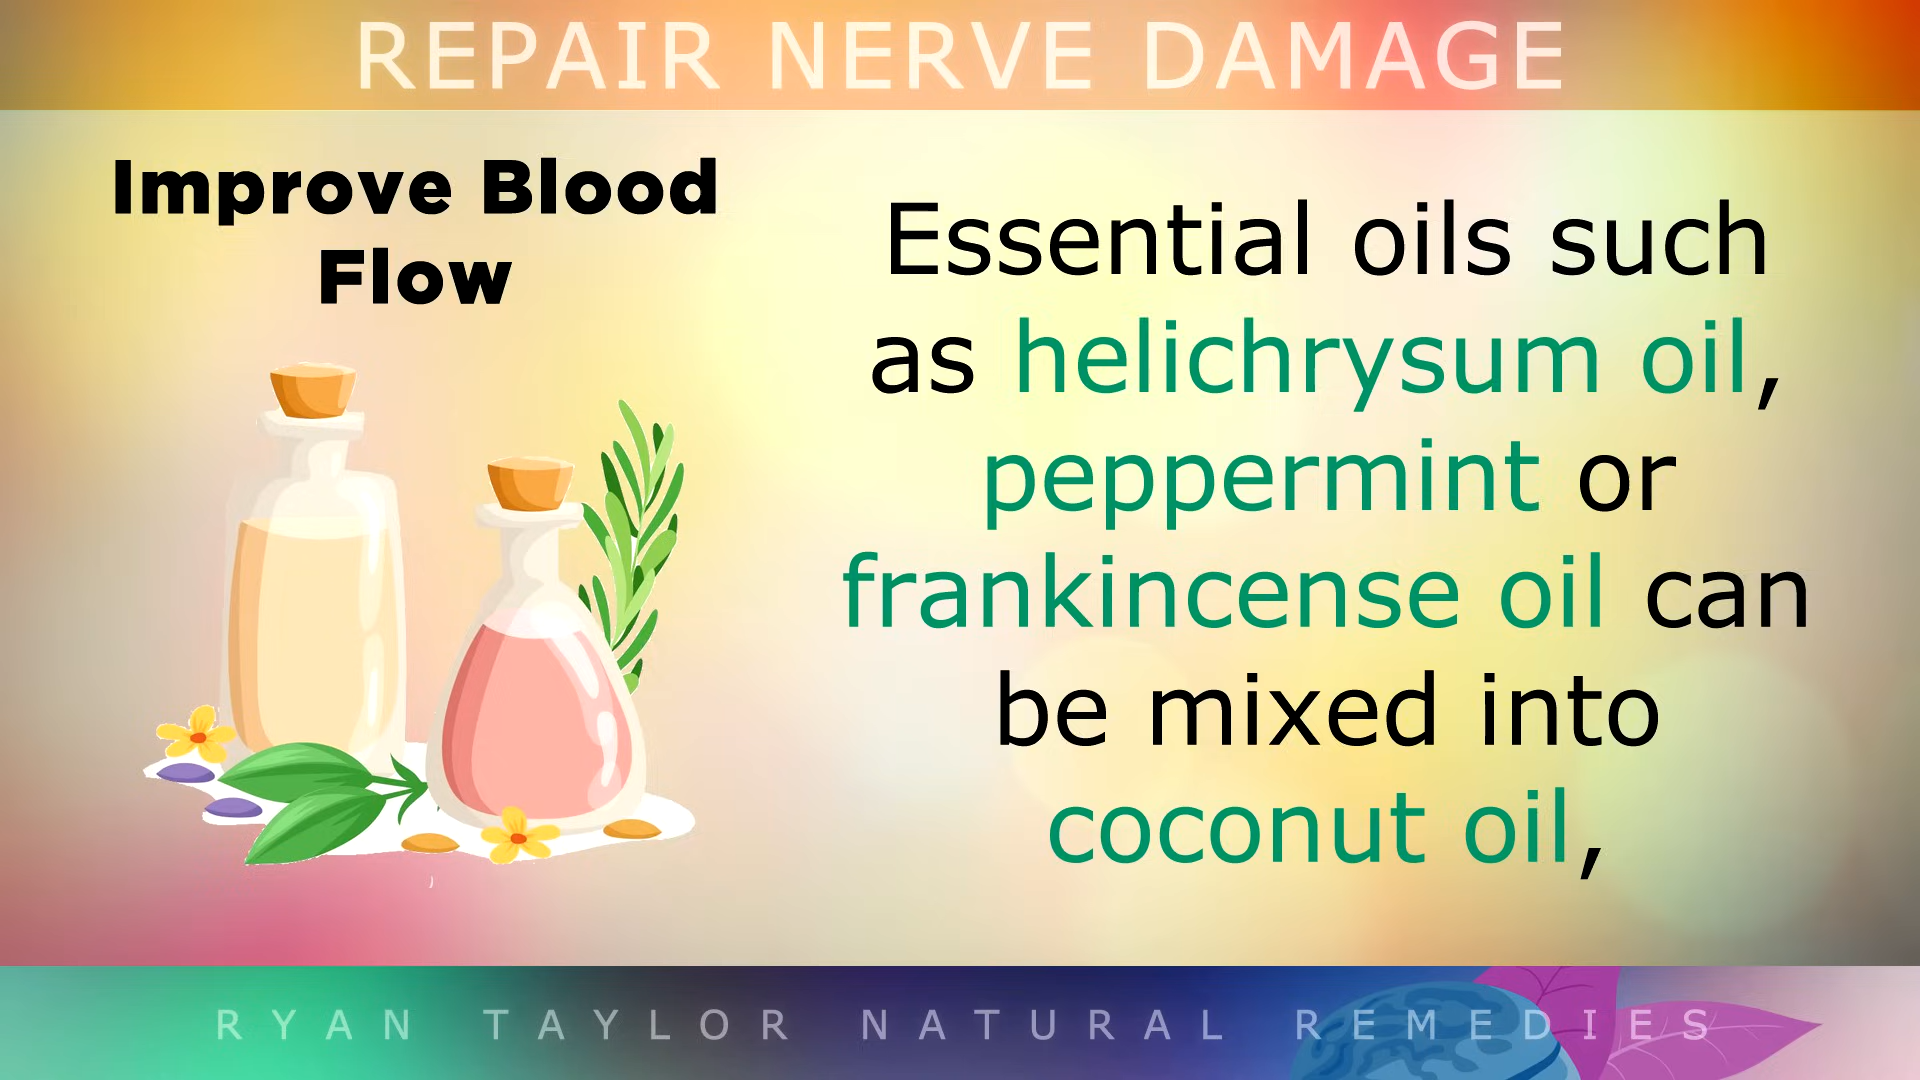 REPAIR NERVE DAMAGE
Improve Blood
Flow
Essential oils such
as helichrysum oil,
peppermint or
frankincense oil can
be mixed into
coconut oil,
RYAN TAYLOR NATURAL REMEDIES